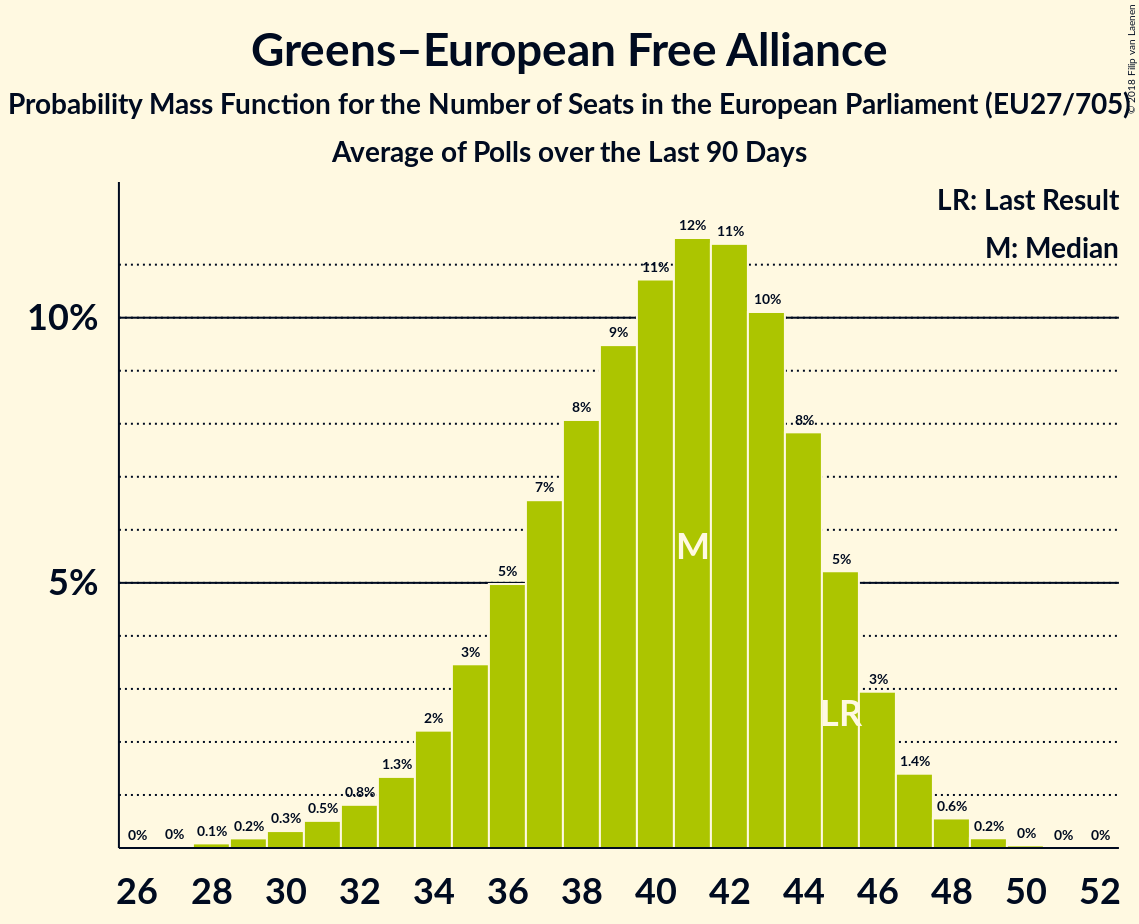 Greens–European Free Alliance
Probability Mass Function for the Number of Seats in the European Parliament (EU27/705)
Average of Polls over the Last 90 Days
© 2018 Filip van Laenen
LR: Last Result
M: Median
10%
5%
0% 0% 0.1% 0.2% 0.3% 0.5% 0.8% 1.3% 2% 3% 5% 7% 8% 9% 11% 12% 11% 10% 8% 5% 3% 1.4% 0.6% 0.2% 0% 0% 0%
M
LR
26 28 30 32 34 36 38 40 42 44 46 48 50 52